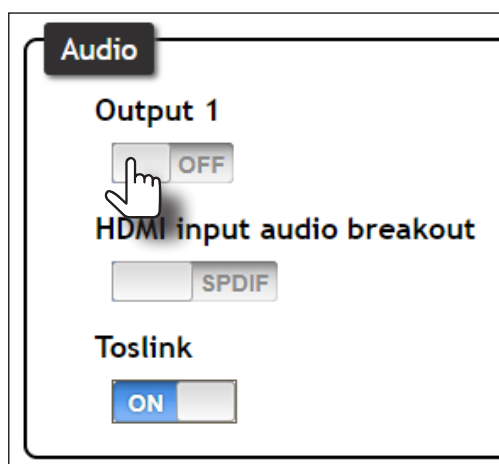 Audio
Output 1
OFF
HDMI input audio breakout
SPDIF
Toslink
ON